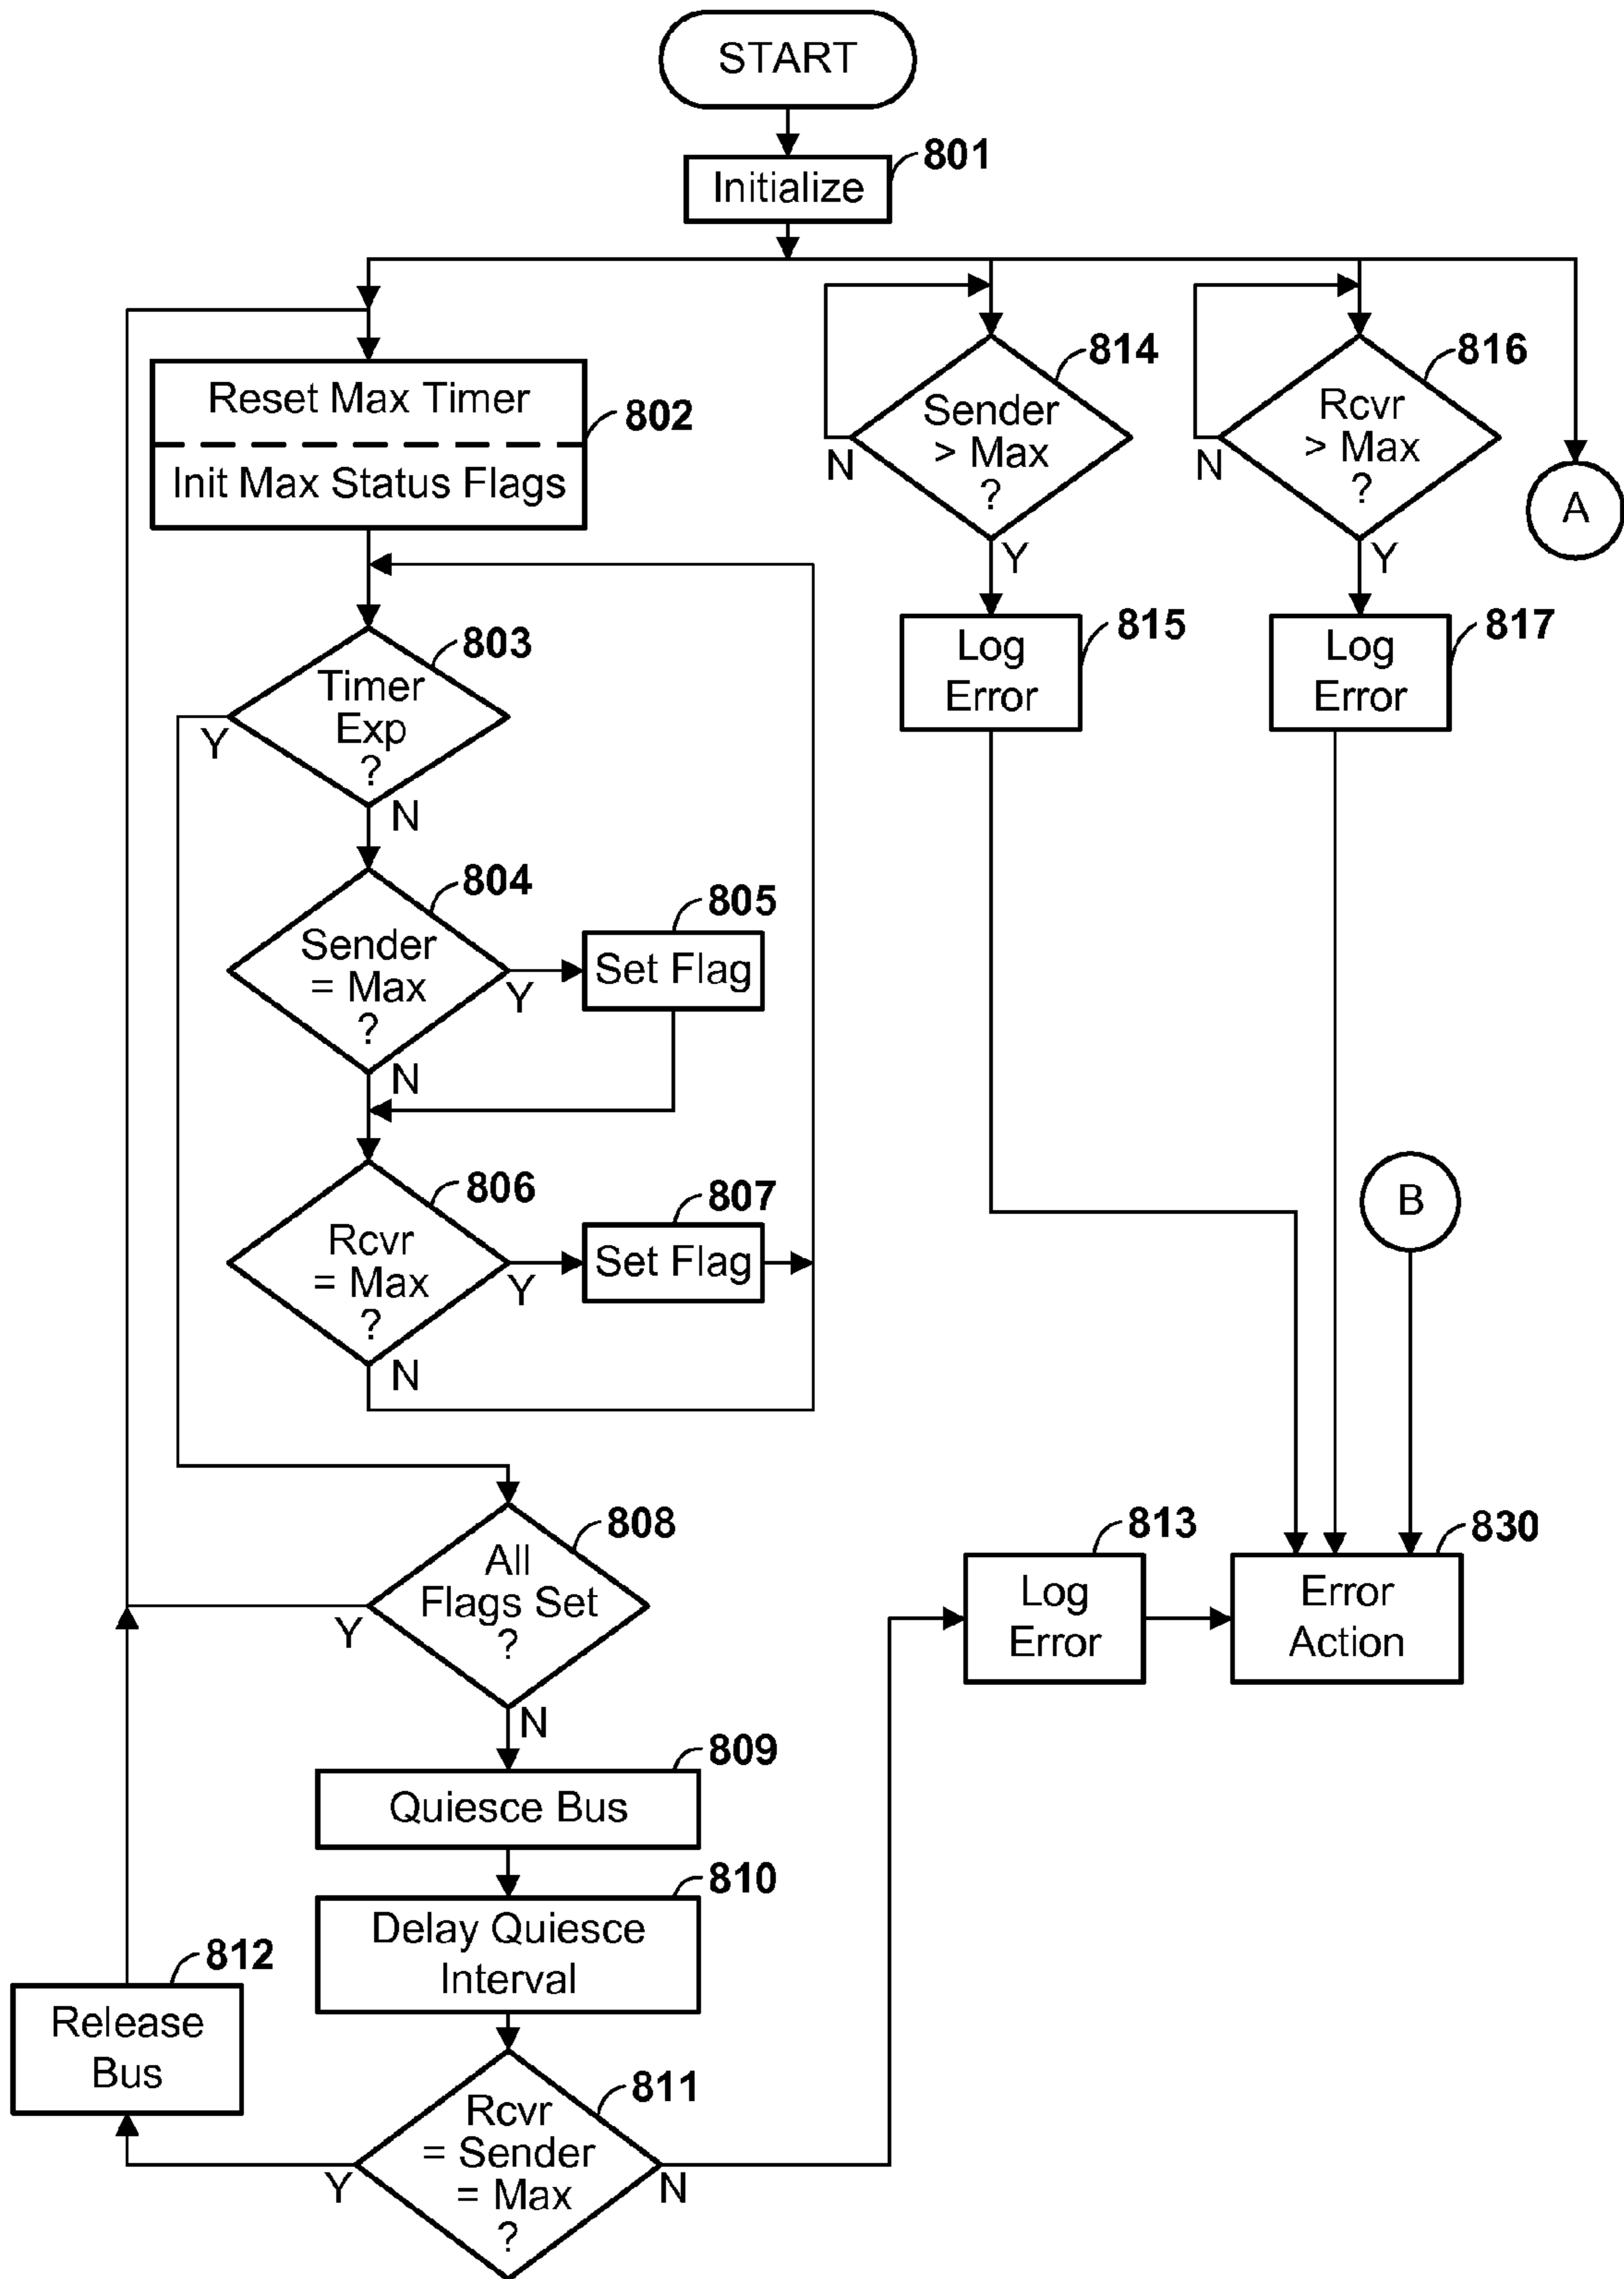 START
801
Initialize
Reset Max Timer
802
Init Max Status Flags
814
Sender
> Max
?
N
Y
816
Rcvr
> Max
?
N
Y
A
815
Log
Error
817
Log
Error
803
Timer
Exp
?
Y
N
804
Sender
= Max
?
Y
N
805
Set Flag
806
Rcvr
= Max
?
Y
N
807
Set Flag
B
808
All
Flags Set
?
Y
N
813
Log
Error
830
Error
Action
809
Quiesce Bus
810
Delay Quiesce
Interval
812
Release
Bus
811
Rcvr
= Sender
= Max
?
Y
N